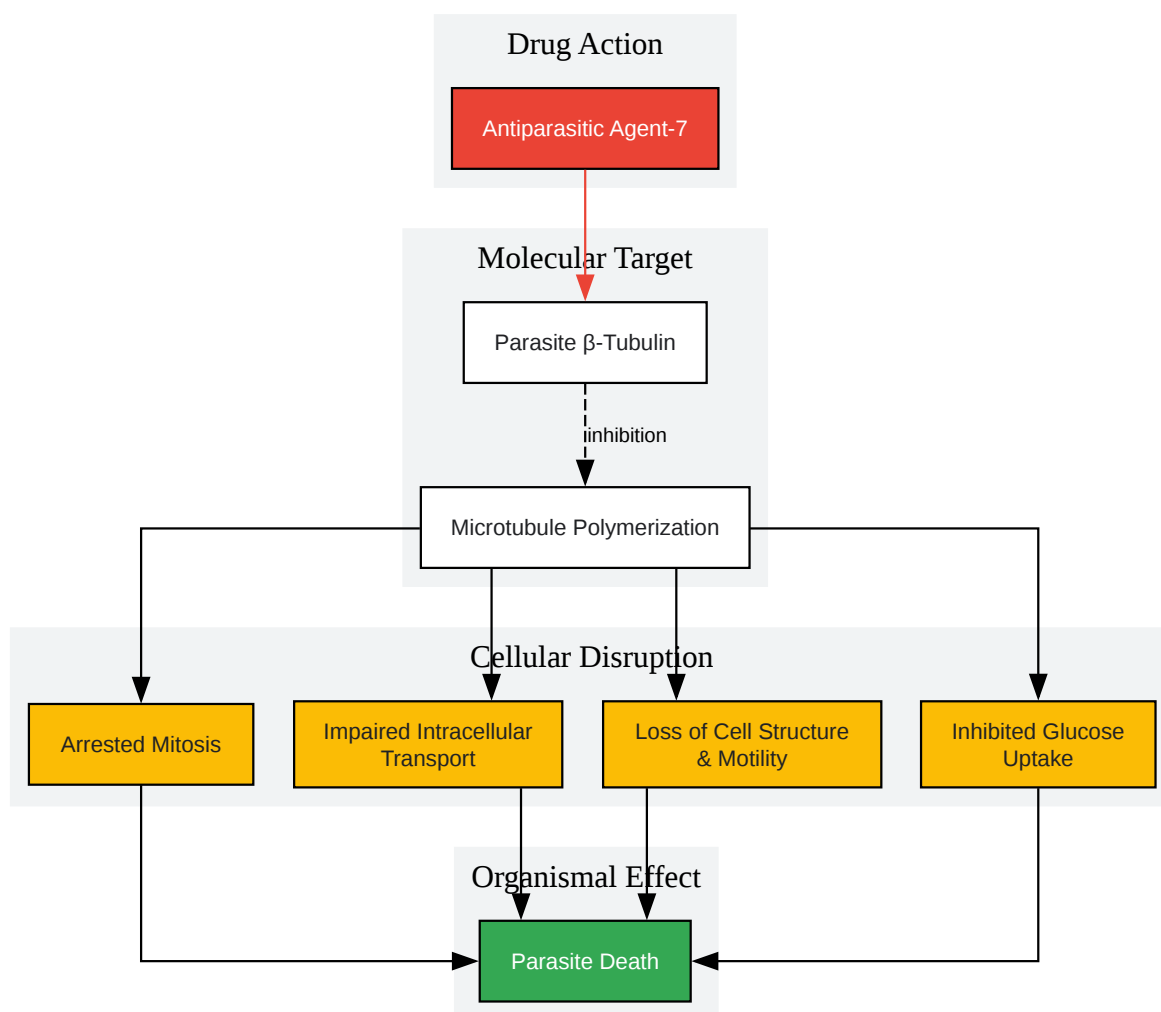 Drug Action
Antiparasitic Agent-7
Molecular Target
Parasite β-Tubulin
inhibition
Microtubule Polymerization
Cellular Disruption
Arrested Mitosis
Impaired Intracellular
Transport
Loss of Cell Structure
& Motility
Inhibited Glucose
Uptake
Organismal Effect
Parasite Death